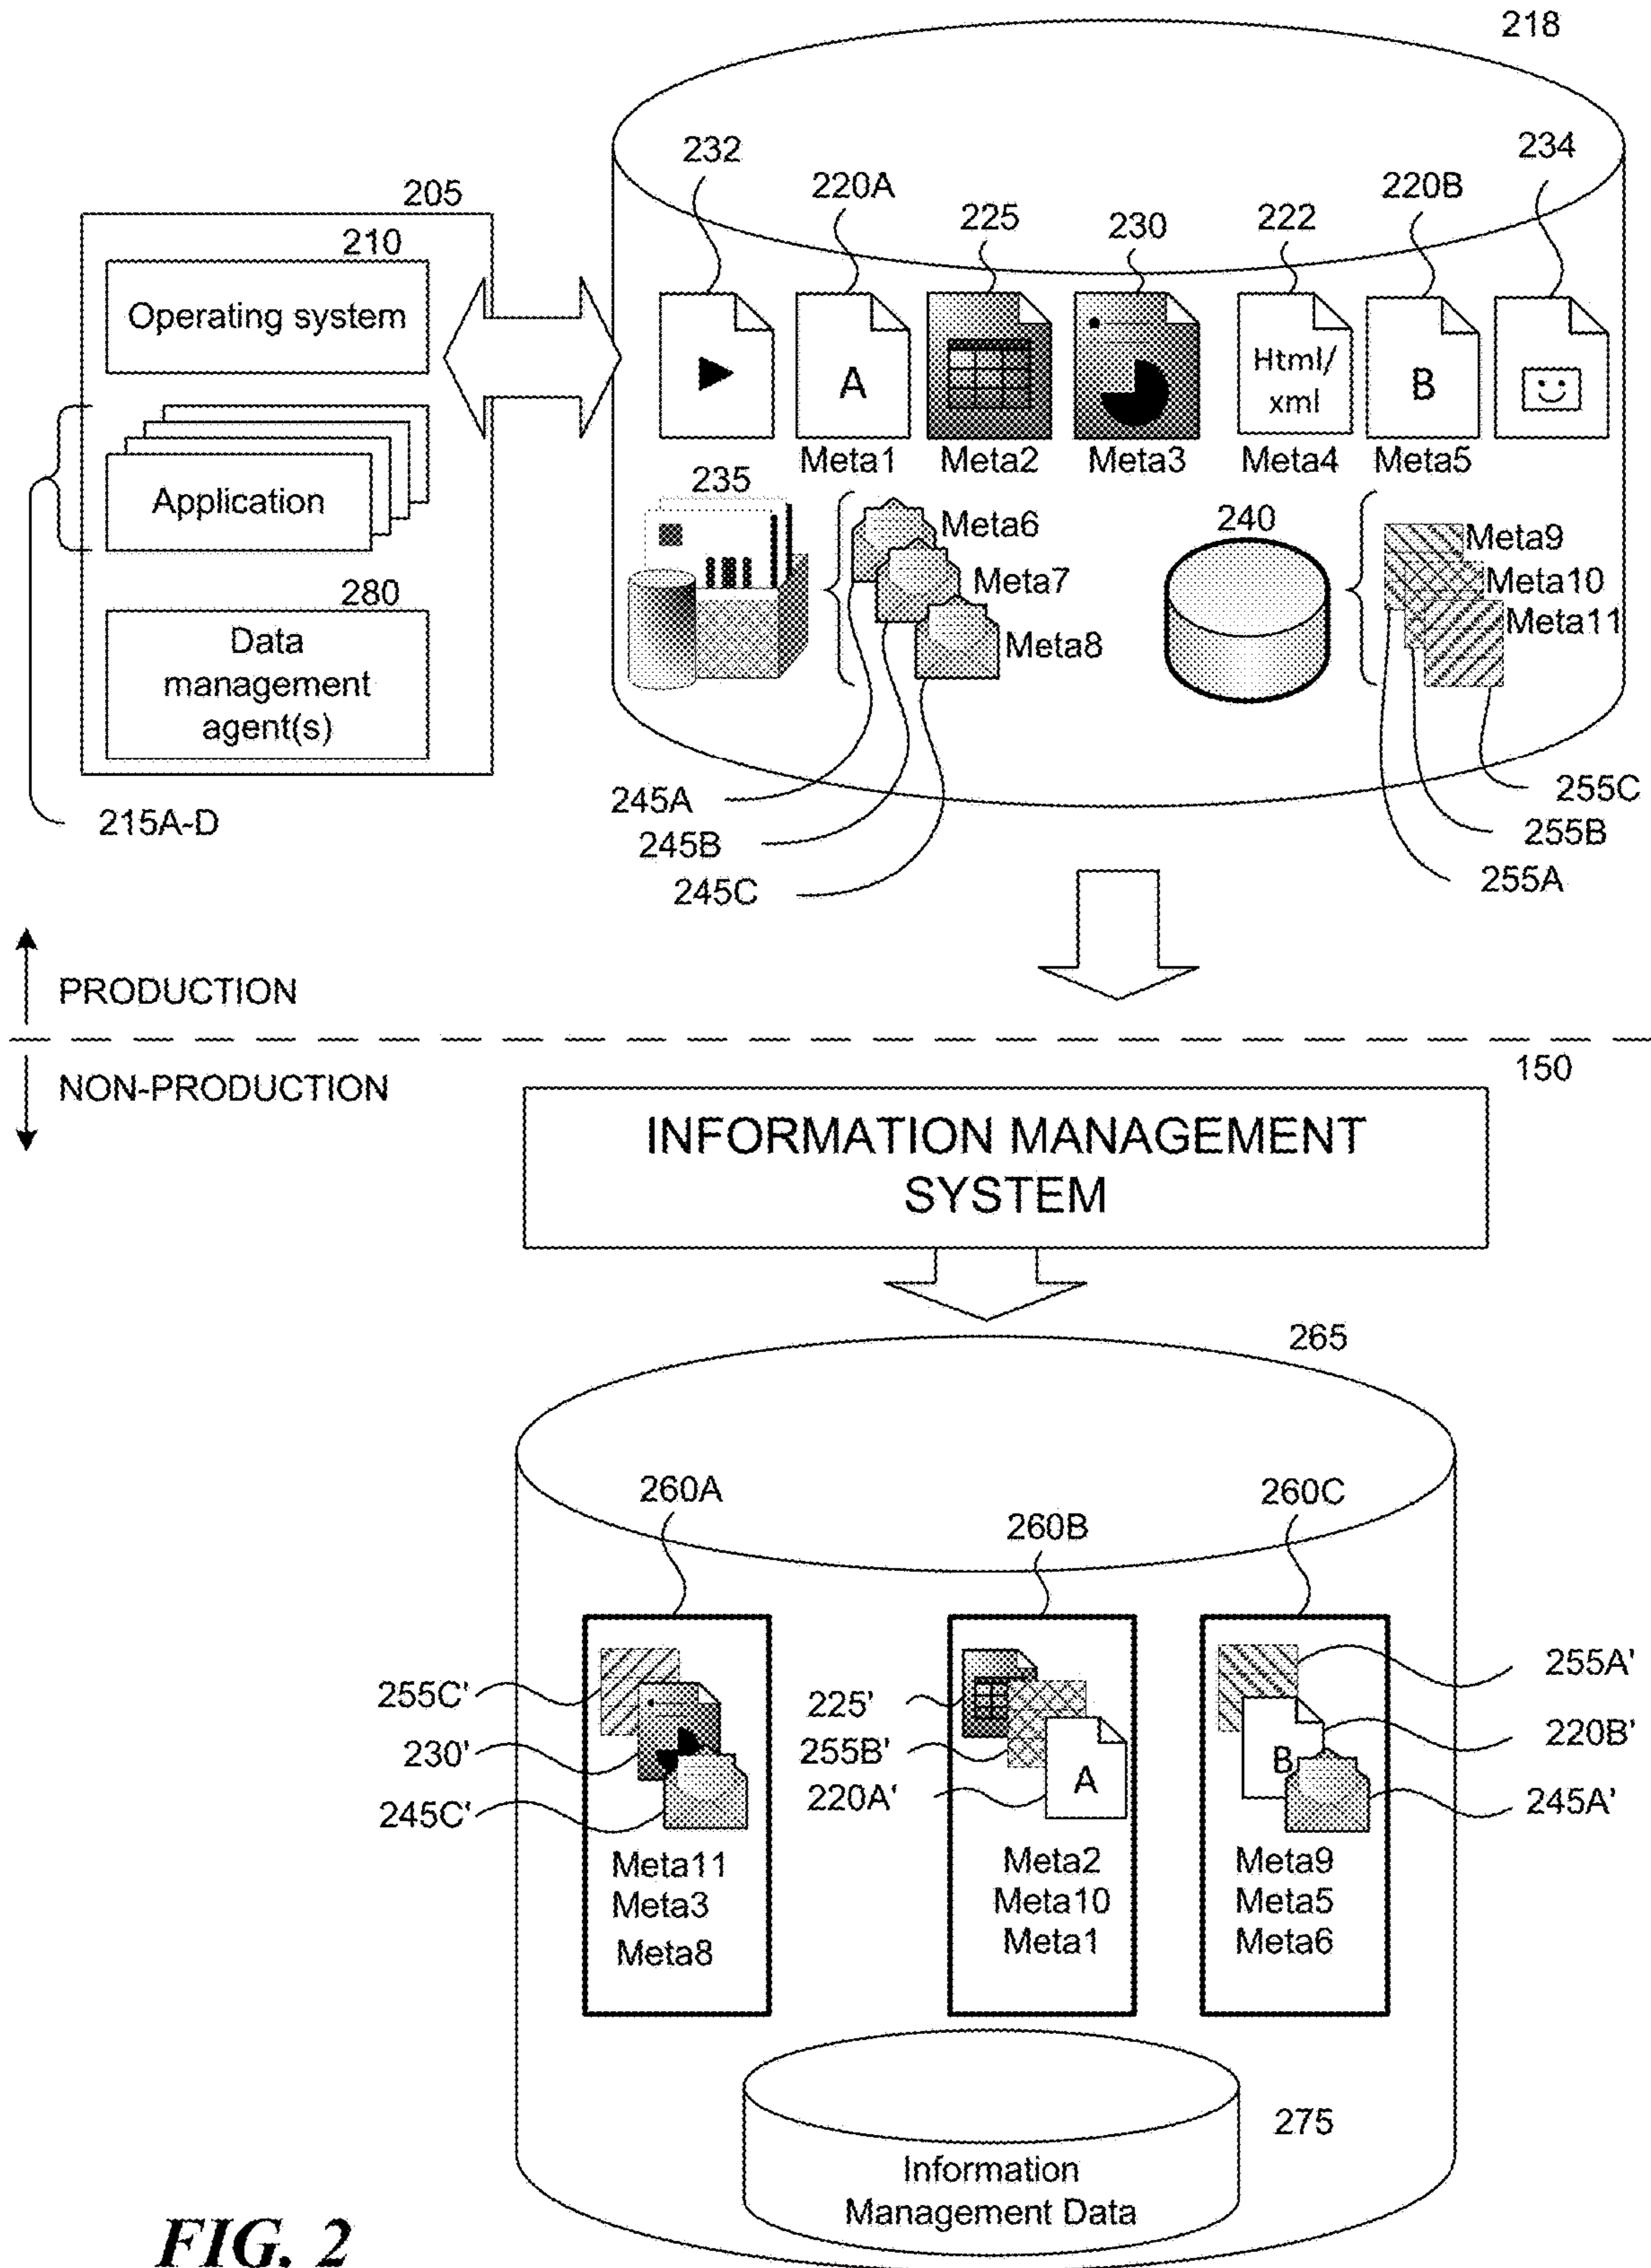 218
232
234
220A
220B
205
225
230
222
210
Operating system
A
Html/
xml
B
Meta1
Meta2
Meta3
Meta4
Meta5
235
Application
240
Meta6
Meta9
Meta7
Meta10
280
Meta11
Data
management
agent(s)
Meta8
245A
255C
215A-D
245B
255B
245C
255A
PRODUCTION
150
NON-PRODUCTION
INFORMATION MANAGEMENT
SYSTEM
265
260A
260B
260C
255C'
225'
255A'
230'
255B'
B
220B'
245C'
220A'
A
245A'
Meta11
Meta3
Meta8
Meta2
Meta10
Meta1
Meta9
Meta5
Meta6
275
Information
Management Data
FIG. 2